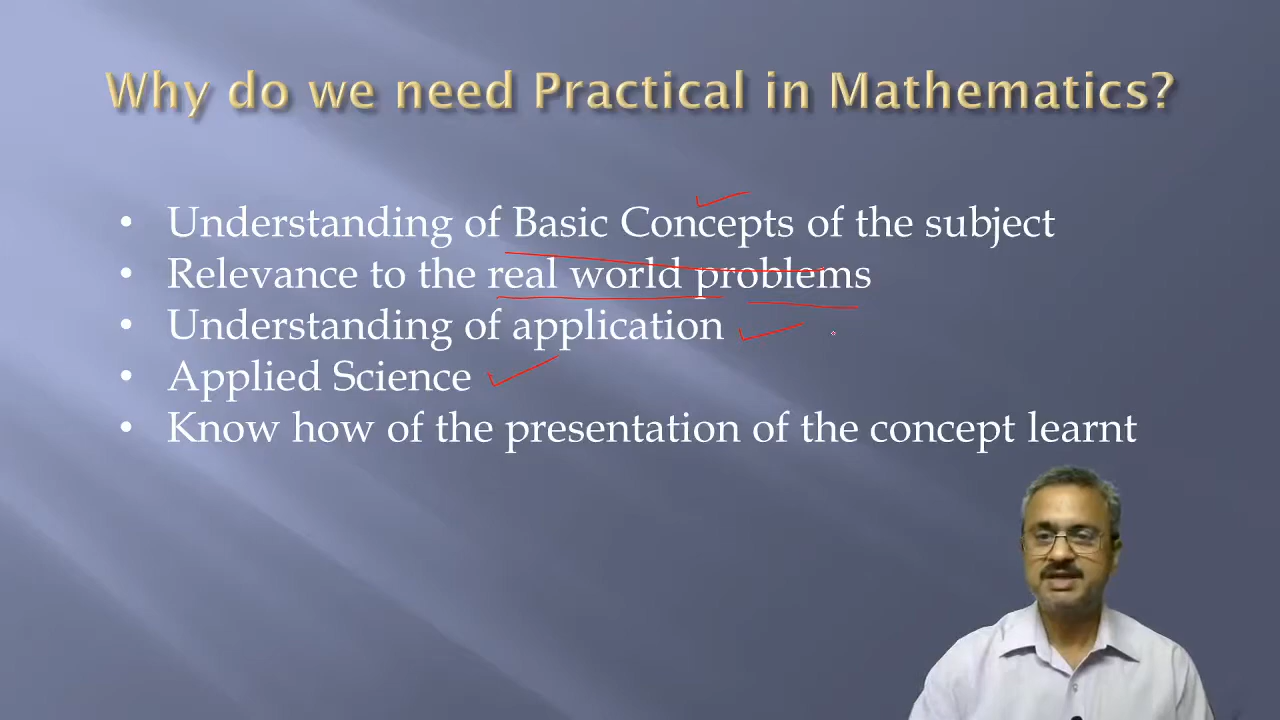 Why do we need Practical in Mathematics?
• Understanding of Basic Concepts of the subject
• Relevance to the real world problems
• Understanding of application
• Applied Science
• Know how of the presentation of the concept learnt